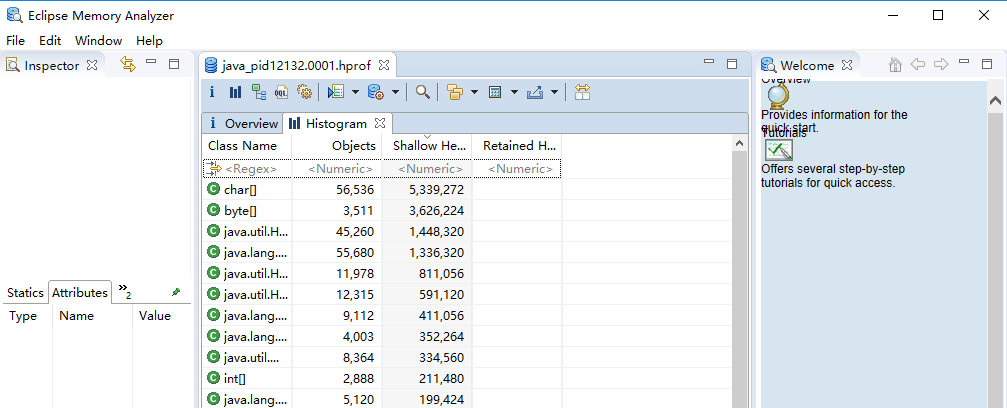 Eclipse Memory Analyzer
File Edit Window Help
Inspector
java_pid12132.0001.hprof
Welcome
i OQL
i Overview Histogram
Class Name Objects Shallow He... Retained H...
<Regex> <Numeric> <Numeric> <Numeric>
C char[] 56,536 5,339,272
C byte[] 3,511 3,626,224
C java.util.H... 45,260 1,448,320
C java.lang.... 55,680 1,336,320
C java.util.H... 11,978 811,056
C java.util.H... 12,315 591,120
C java.lang.... 9,112 411,056
C java.lang.... 4,003 352,264
C java.util.... 8,364 334,560
C int[] 2,888 211,480
C java.lang.... 5,120 199,424
Statics Attributes »2
Type Name Value
Overview
Provides information for the
quick start.
Tutorials
Offers several step-by-step
tutorials for quick access.